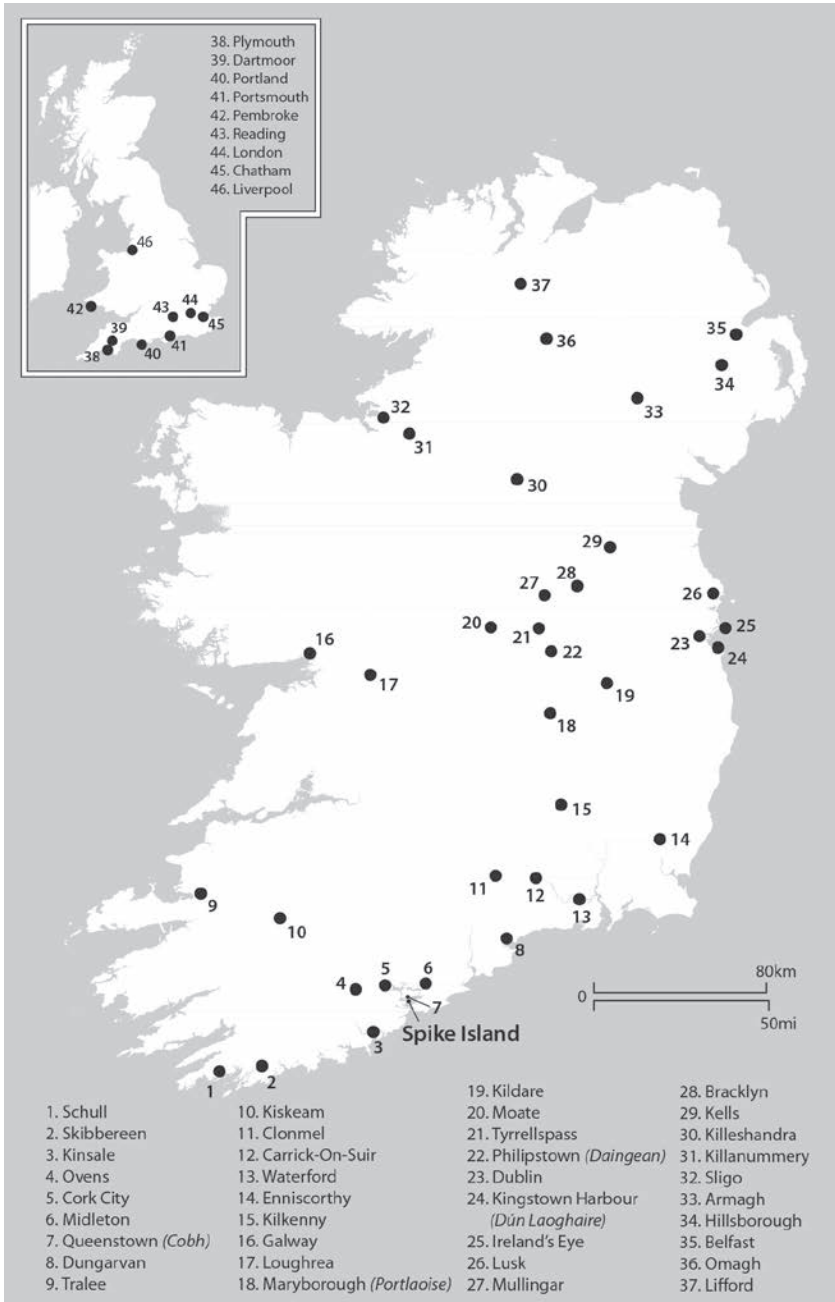 38. Plymouth
39. Dartmoor
40. Portland
41. Portsmouth
42. Pembroke
43. Reading
44. London
45. Chatham
46. Liverpool
46
42
43
44
45
39
38
40
41
37
36
35
34
33
32
31
30
29
28
27
26
25
20
21
23
24
16
22
17
19
18
15
14
11
12
13
9
10
8
4
5
6
7
Spike Island
3
1
2
80km
0
50mi
1. Schull
2. Skibbereen
3. Kinsale
4. Ovens
5. Cork City
6. Midleton
7. Queenstown (Cobh)
8. Dungarvan
9. Tralee
10. Kiskeam
11. Clonmel
12. Carrick-On-Suir
13. Waterford
14. Enniscorthy
15. Kilkenny
16. Galway
17. Loughrea
18. Maryborough (Portlaoise)
19. Kildare
20. Moate
21. Tyrrellspass
22. Philipstown (Daingean)
23. Dublin
24. Kingstown Harbour
(Dún Laoghaire)
25. Ireland's Eye
26. Lusk
27. Mullingar
28. Bracklyn
29. Kells
30. Killeshandra
31. Killanummery
32. Sligo
33. Armagh
34. Hillsborough
35. Belfast
36. Omagh
37. Lifford